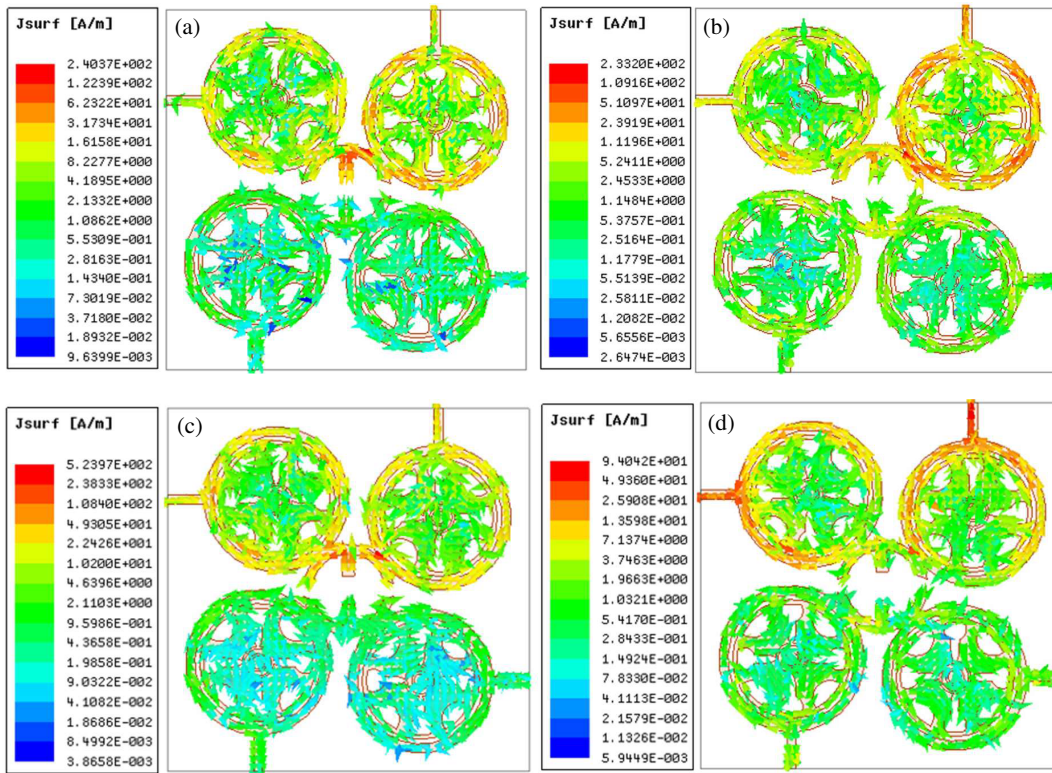 Jsurf [A/m]
(a)
2.4037E+002
1.2239E+002
6.2322E+001
3.1734E+001
1.6158E+001
8.2277E+000
4.1895E+000
2.1332E+000
1.0862E+000
5.5309E-001
2.8163E-001
1.4340E-001
7.3019E-002
3.7180E-002
1.8932E-002
9.6399E-003
Jsurf [A/m]
(b)
2.3320E+002
1.0916E+002
5.1097E+001
2.3919E+001
1.1196E+001
5.2411E+000
2.4533E+000
1.1484E+000
5.3757E-001
2.5164E-001
1.1779E-001
5.5139E-002
2.5811E-002
1.2082E-002
5.6556E-003
2.6474E-003
Jsurf [A/m]
(c)
5.2397E+002
2.3833E+002
1.0840E+002
4.9305E+001
2.2426E+001
1.0200E+001
4.6396E+000
2.1103E+000
9.5986E-001
4.3658E-001
1.9858E-001
9.0322E-002
4.1082E-002
1.8686E-002
8.4992E-003
3.8658E-003
Jsurf [A/m]
(d)
9.4042E+001
4.9360E+001
2.5908E+001
1.3598E+001
7.1374E+000
3.7463E+000
1.9663E+000
1.0321E+000
5.4170E-001
2.8433E-001
1.4924E-001
7.8330E-002
4.1113E-002
2.1579E-002
1.1326E-002
5.9449E-003